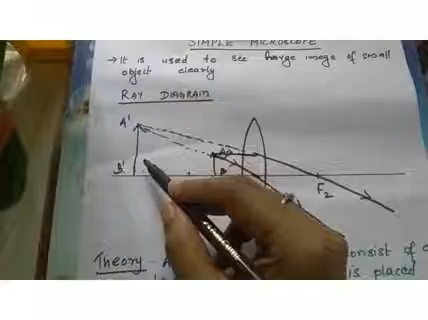 SIMPLE MICROSCOPE
→ It is used to see large image of small
object clearly
RAY DIAGRAM
A'
A
B' B
F2
Theory - consist of
is placed